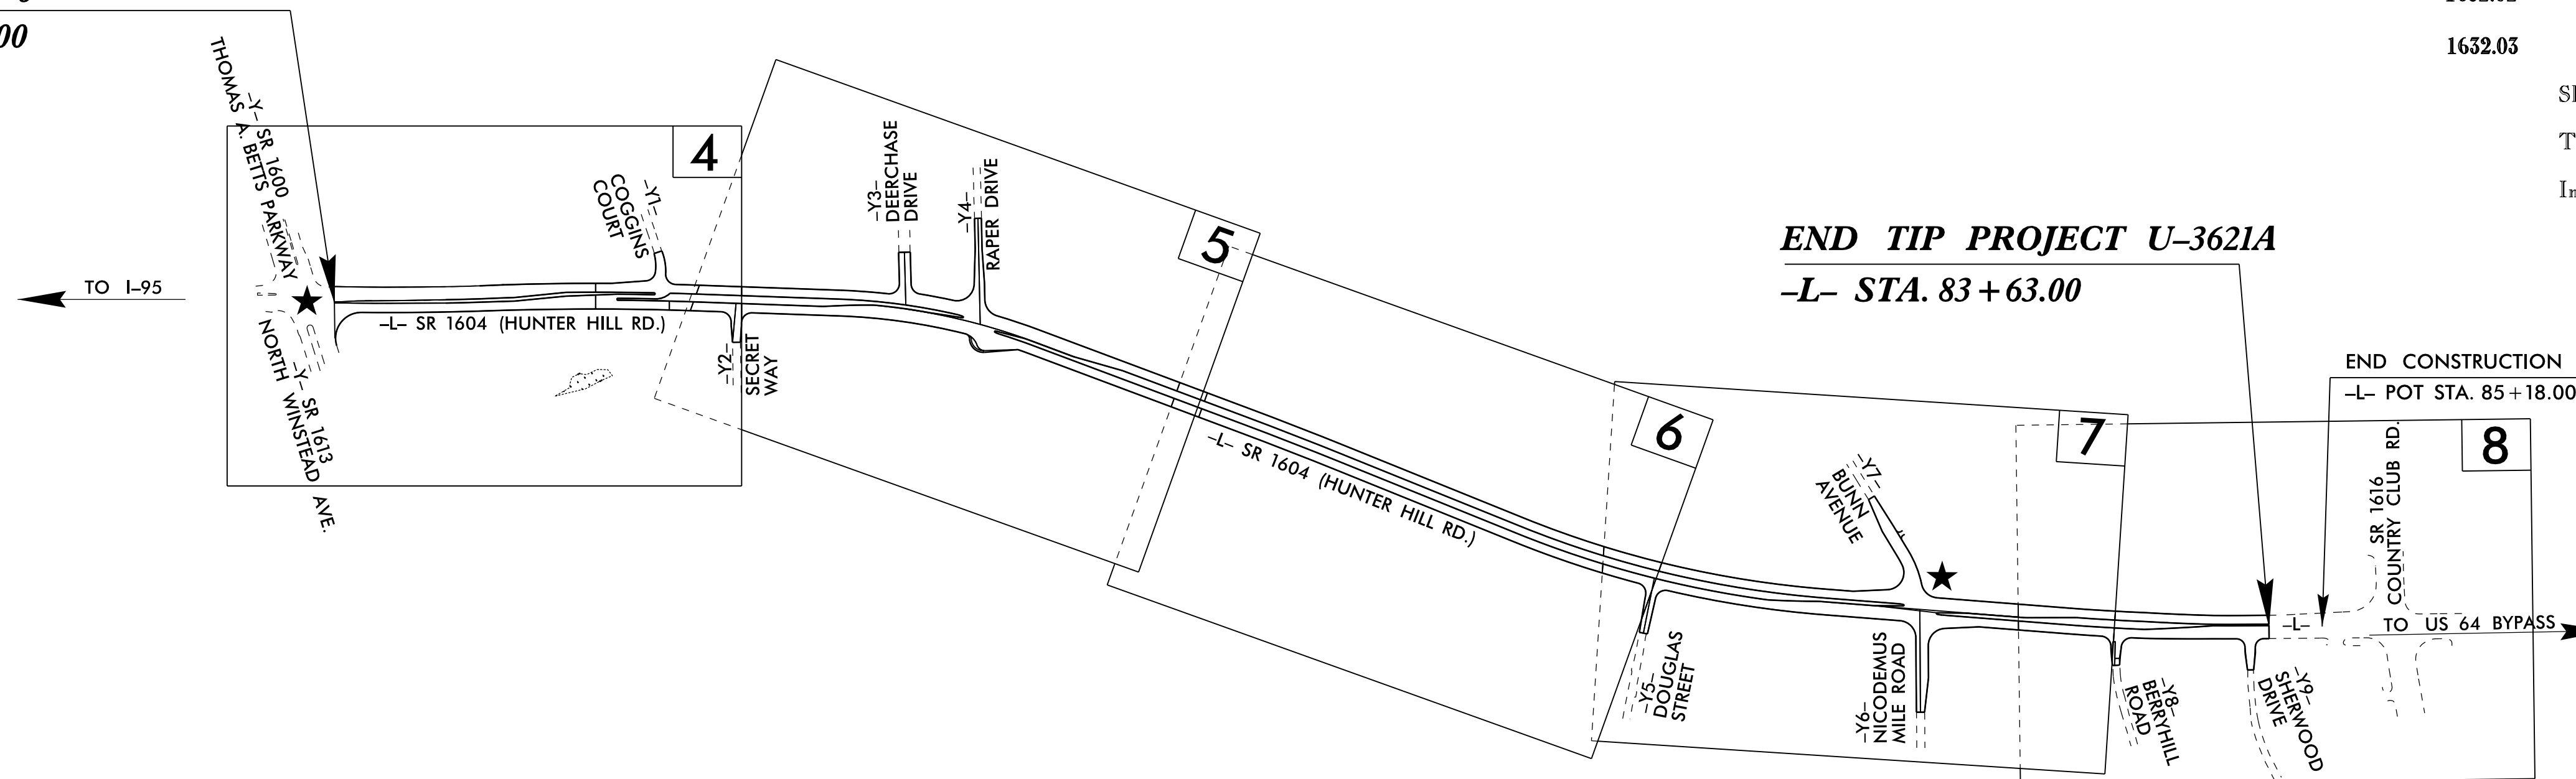 00
1632.03
THOMAS A. BETTS PARKWAY
-Y- SR 1600
4
5
6
7
8
TO I-95
-Y1-
COGGINS
COURT
-L- SR 1604 (HUNTER HILL RD.)
NORTH WINSTEAD AVE.
-Y- SR 1613
-Y2-
SECRET
WAY
-Y3-
DEERCHASE
DRIVE
-Y4-
RAPER DRIVE
-L- SR 1604 (HUNTER HILL RD.)
END TIP PROJECT U-3621A
-L- STA. 83+63.00
END CONSTRUCTION
-L- POT STA. 85+18.00
-Y5-
DOUGLAS
STREET
-Y7-
BUNN
AVENUE
-Y6-
NICODEMUS
MILE ROAD
-Y8-
BERRYHILL
ROAD
-Y9-
SHERWOOD
DRIVE
SR 1616
COUNTRY CLUB RD.
-L-
TO US 64 BYPASS